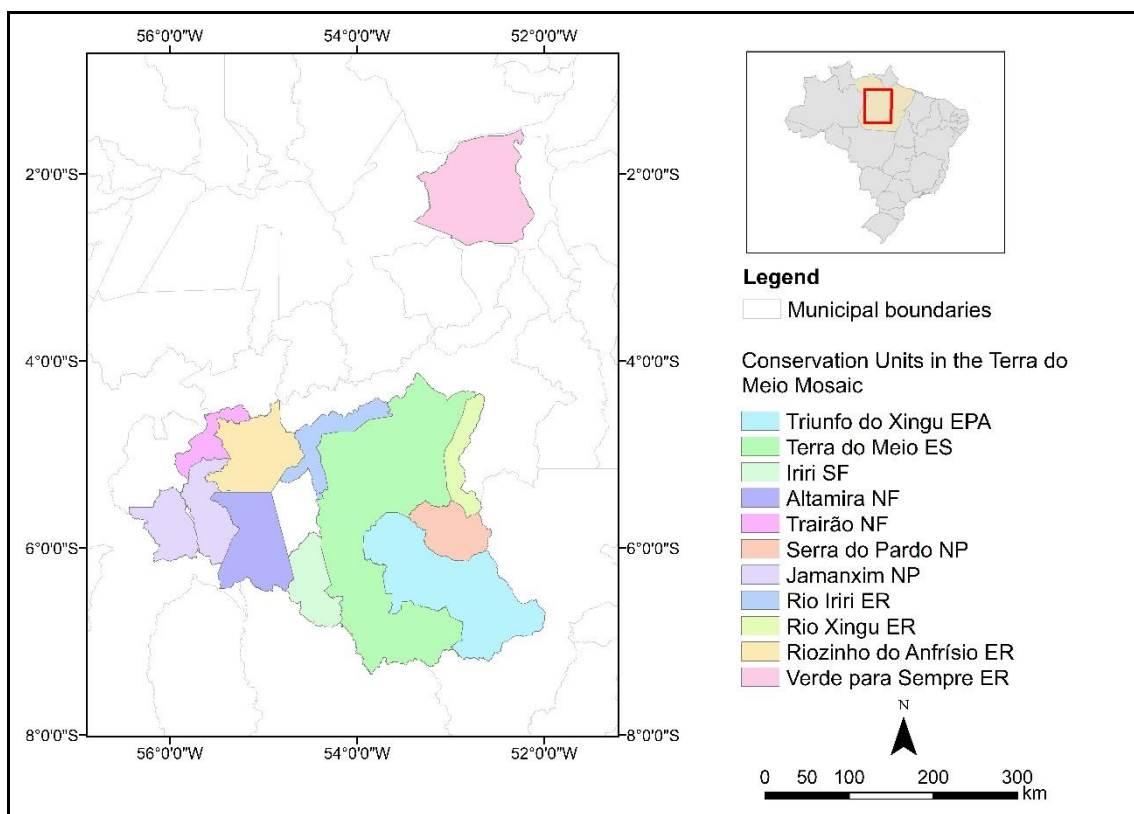 56°0'0"W 54°0'0"W 52°0'0"W
2°0'0"S 2°0'0"S
4°0'0"S 4°0'0"S
6°0'0"S 6°0'0"S
8°0'0"S 8°0'0"S
56°0'0"W 54°0'0"W 52°0'0"W
Legend
Municipal boundaries
Conservation Units in the Terra do
Meio Mosaic
Triunfo do Xingu EPA
Terra do Meio ES
Iriri SF
Altamira NF
Trairão NF
Serra do Pardo NP
Jamanxim NP
Rio Iriri ER
Rio Xingu ER
Riozinho do Anfrísio ER
Verde para Sempre ER
N
0 50 100 200 300
km